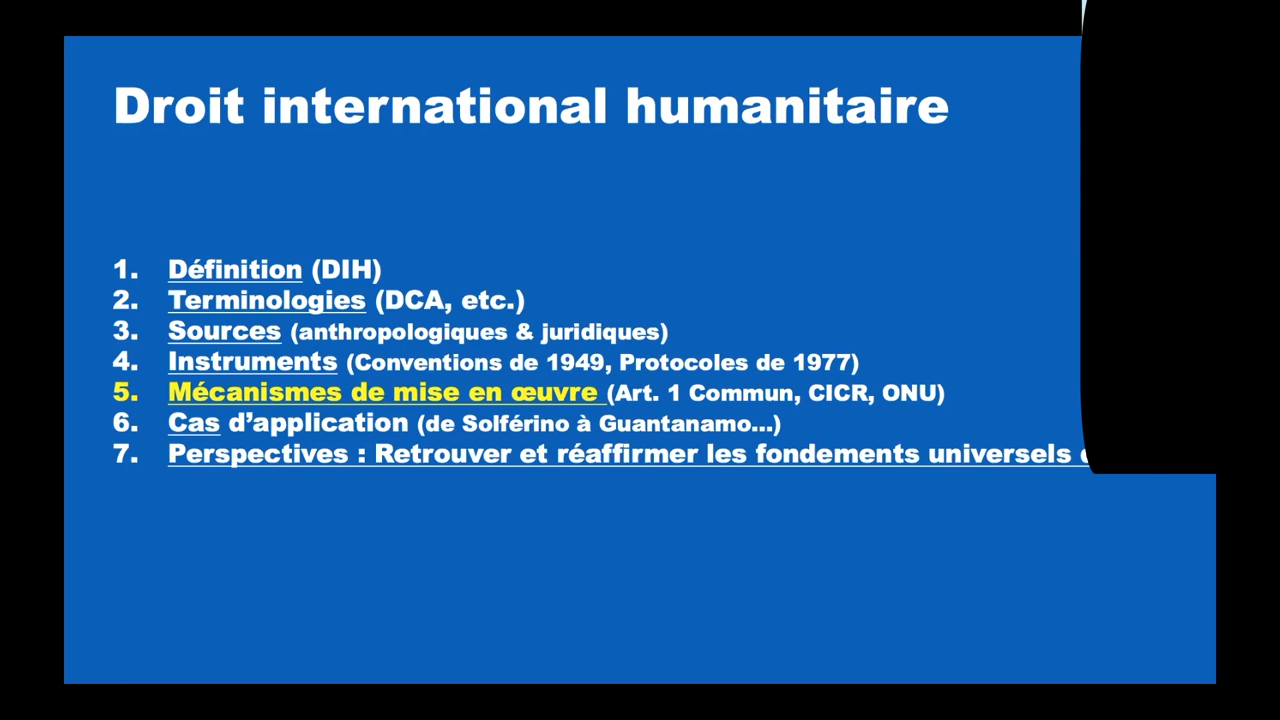 Droit international humanitaire
1. Définition (DIH)
2. Terminologies (DCA, etc.)
3. Sources (anthropologiques & juridiques)
4. Instruments (Conventions de 1949, Protocoles de 1977)
5. Mécanismes de mise en œuvre (Art. 1 Commun, CICR, ONU)
6. Cas d’application (de Solférino à Guantanamo...)
7. Perspectives : Retrouver et réaffirmer les fondements universels